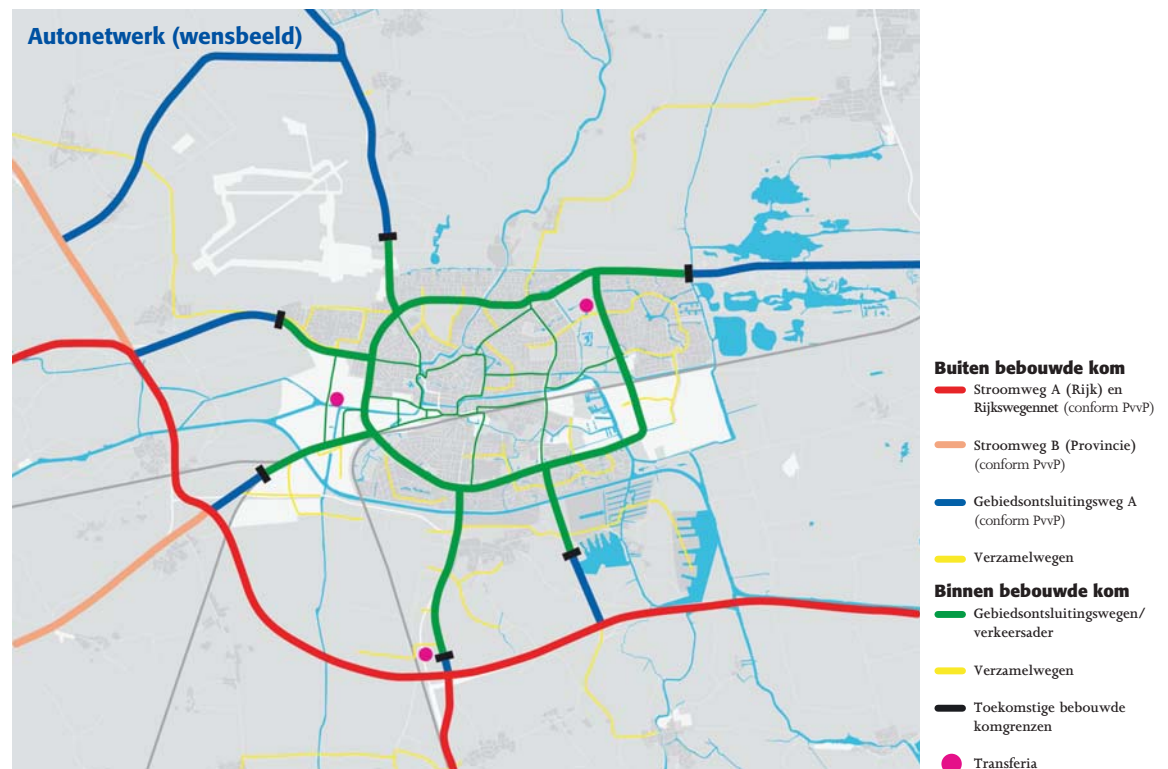 Autonetwerk (wensbeeld)
Buiten bebouwde kom
Stroomweg A (Rijk) en
Rijkswegennet (conform PvvP)
Stroomweg B (Provincie)
(conform PvvP)
Gebiedsontsluitingsweg A
(conform PvvP)
Verzamelwegen
Binnen bebouwde kom
Gebiedsontsluitingswegen/
verkeersader
Verzamelwegen
Toekomstige bebouwde
komgrenzen
Transferia